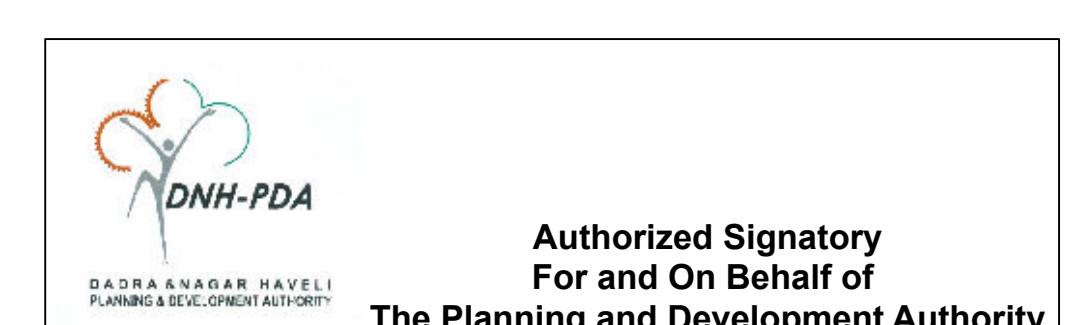 DNH-PDA
DADRA & NAGAR HAVELI
PLANNING & DEVELOPMENT AUTHORITY
Authorized Signatory
For and On Behalf of
The Planning and Development Authority